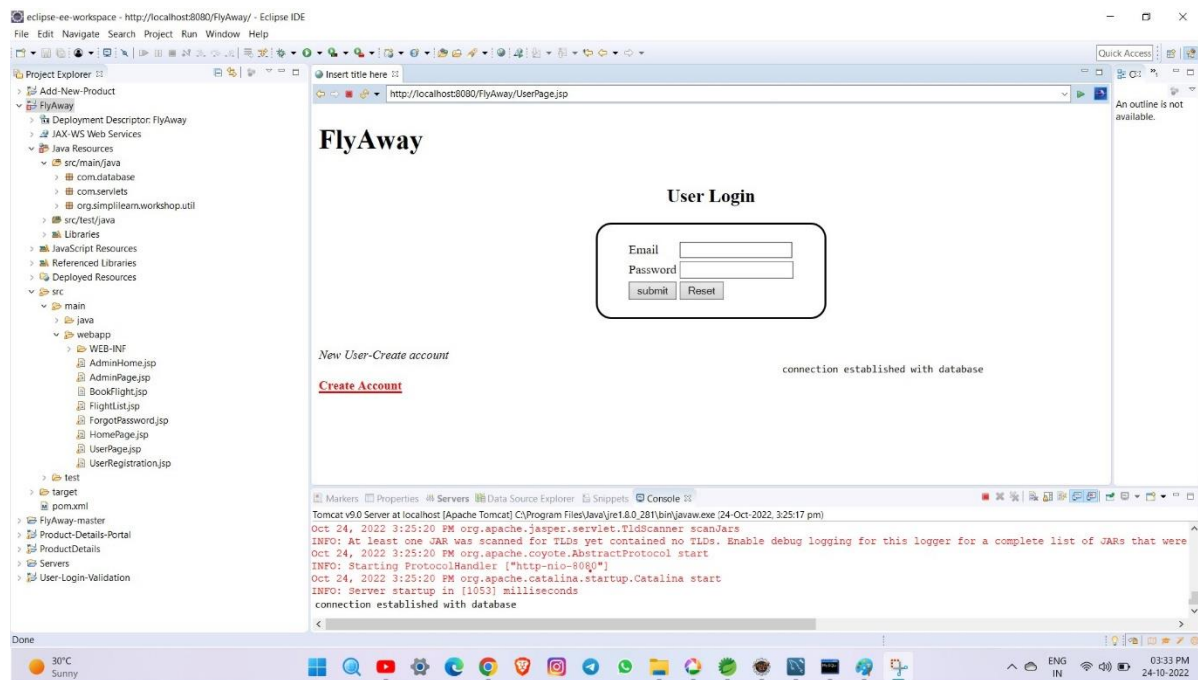 eclipse-ee-workspace - http://localhost:8080/FlyAway/ - Eclipse IDE
File Edit Navigate Search Project Run Window Help
Quick Access
Project Explorer
Add-New-Product
FlyAway
Deployment Descriptor: FlyAway
JAX-WS Web Services
Java Resources
src/main/java
com.database
com.servlets
org.simplilearn.workshop.util
src/test/java
Libraries
JavaScript Resources
Referenced Libraries
Deployed Resources
src
main
java
webapp
WEB-INF
AdminHome.jsp
AdminPage.jsp
BookFlight.jsp
FlightList.jsp
ForgotPassword.jsp
HomePage.jsp
UserPage.jsp
UserRegistration.jsp
test
target
pom.xml
FlyAway-master
Product-Details-Portal
ProductDetails
Servers
User-Login-Validation
Insert title here
http://localhost:8080/FlyAway/UserPage.jsp
FlyAway
User Login
Email
Password
submit Reset
New User-Create account
connection established with database
Create Account
An outline is not
available.
Markers Properties Servers Data Source Explorer Snippets Console
Tomcat v9.0 Server at localhost [Apache Tomcat] C:\Program Files\Java\jre1.8.0_281\bin\javaw.exe (24-Oct-2022, 3:25:17 pm)
Oct 24, 2022 3:25:20 PM org.apache.jasper.servlet.TldScanner scanJars
INFO: At least one JAR was scanned for TLDs yet contained no TLDs. Enable debug logging for this logger for a complete list of JARs that were
Oct 24, 2022 3:25:20 PM org.apache.coyote.AbstractProtocol start
INFO: Starting ProtocolHandler ["http-nio-8080"]
Oct 24, 2022 3:25:20 PM org.apache.catalina.startup.Catalina start
INFO: Server startup in [1053] milliseconds
connection established with database
Done
30°C
Sunny
ENG
IN
03:33 PM
24-10-2022